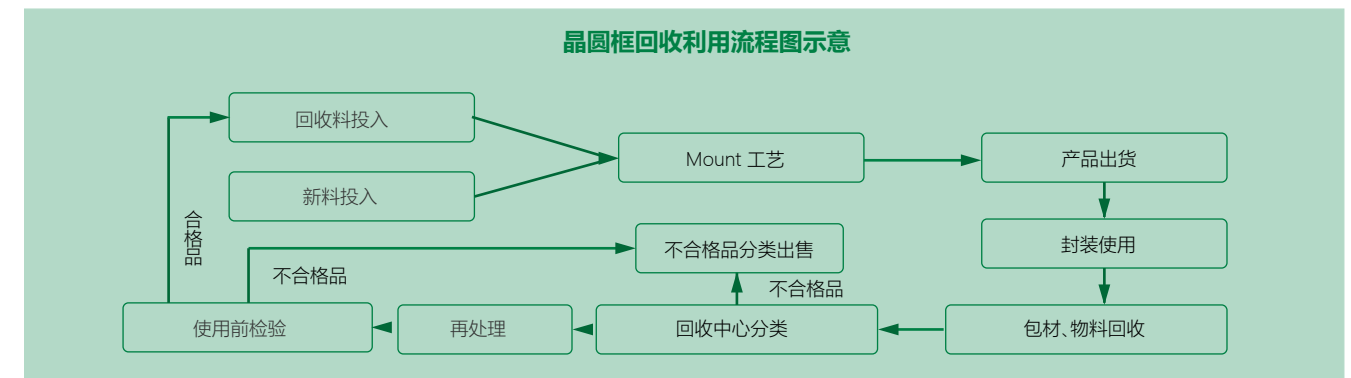 晶圆框回收利用流程图示意
回收料投入
Mount 工艺
产品出货
新料投入
合格品
不合格品分类出售
封装使用
不合格品
不合格品
使用前检验
再处理
回收中心分类
包材、物料回收